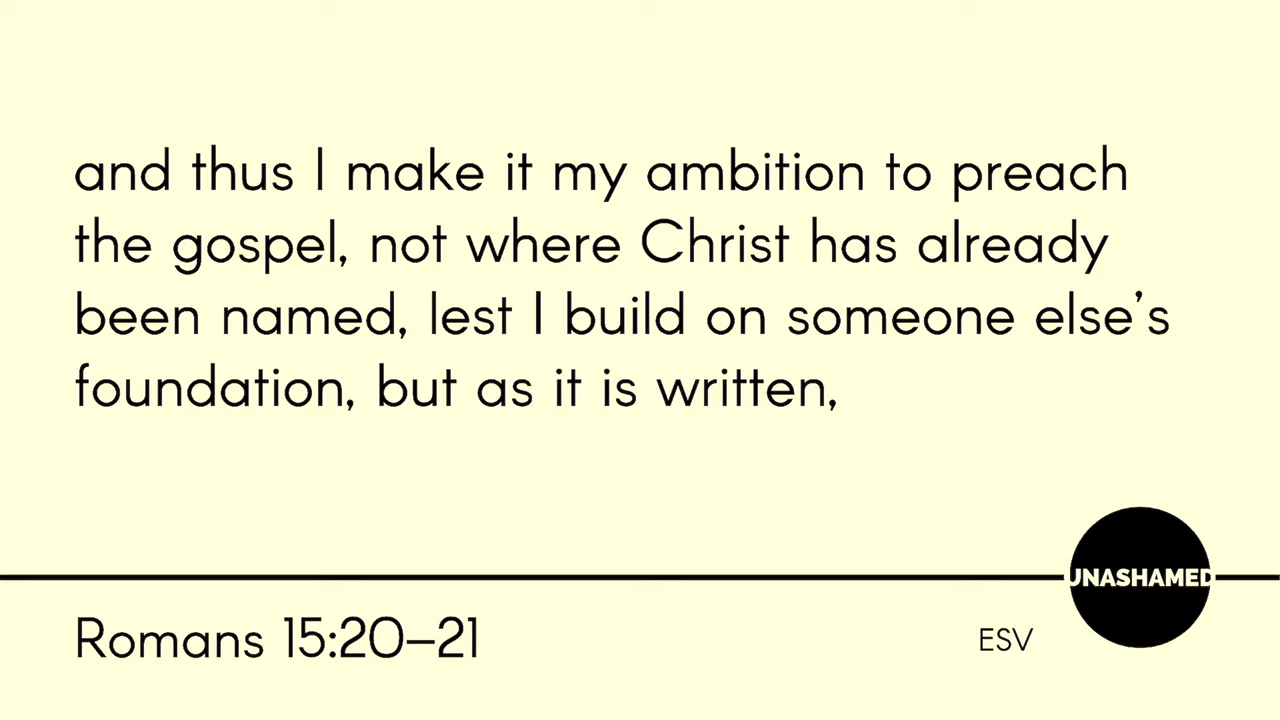 and thus I make it my ambition to preach
the gospel, not where Christ has already
been named, lest I build on someone else’s
foundation, but as it is written,
UNASHAMED
Romans 15:20–21
ESV